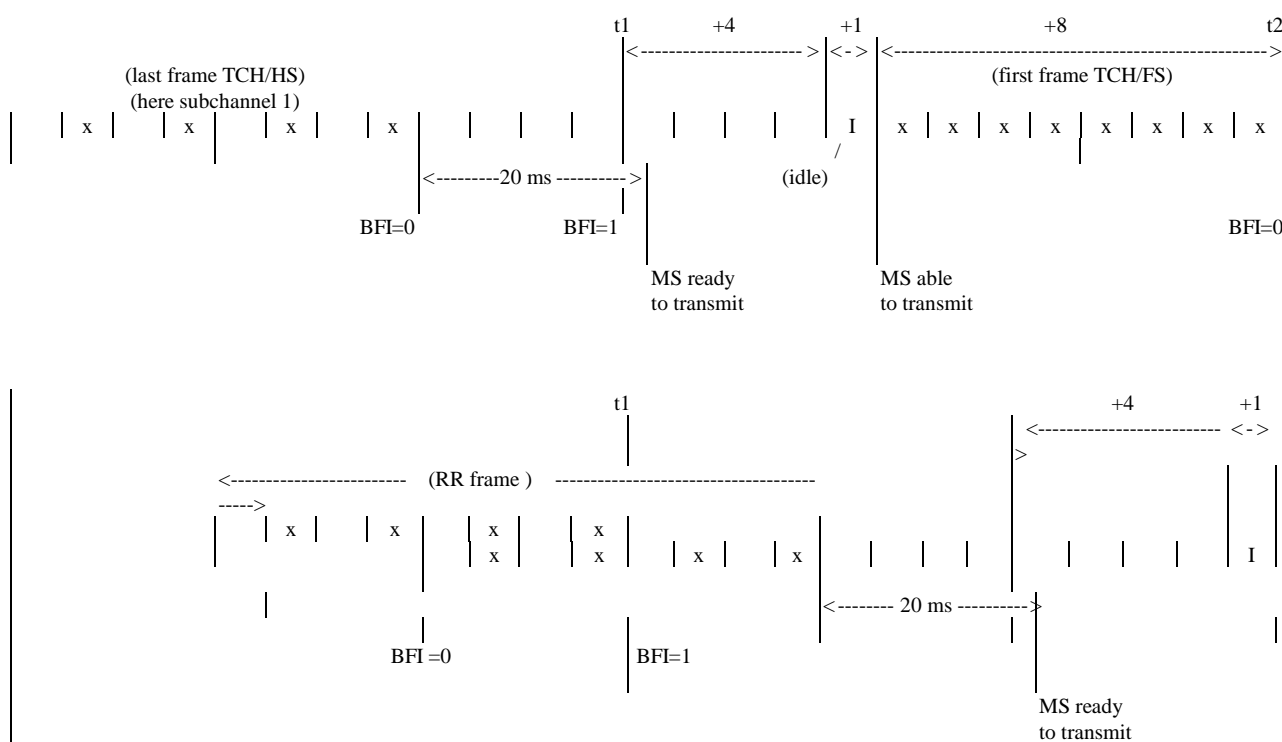 t1 +4 +1 +8 t2
<------------------------ > <- > <------------------------------------------------------ >
(last frame TCH/HS) (first frame TCH/FS)
(here subchannel 1)
x x x x I x x x x x x x x
/
<---------20 ms ---------- > (idle)
BFI=0 BFI=1 BFI=0
MS ready MS able
to transmit to transmit
t1 +4 +1
<-------------------------- <- >
>
<------------------------- (RR frame ) -------------------------------------
----->
x x x x
x x x x I
<-------- 20 ms ---------- >
BFI =0 BFI=1
MS ready
to transmit